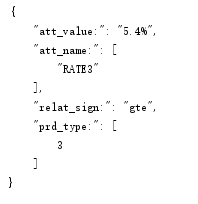 {
    "att_value:": "5.4%",
    "att_name": [
        "RATE3"
    ],
    "relat_sign": "gte",
    "prd_type:": [
        3
    ]
}